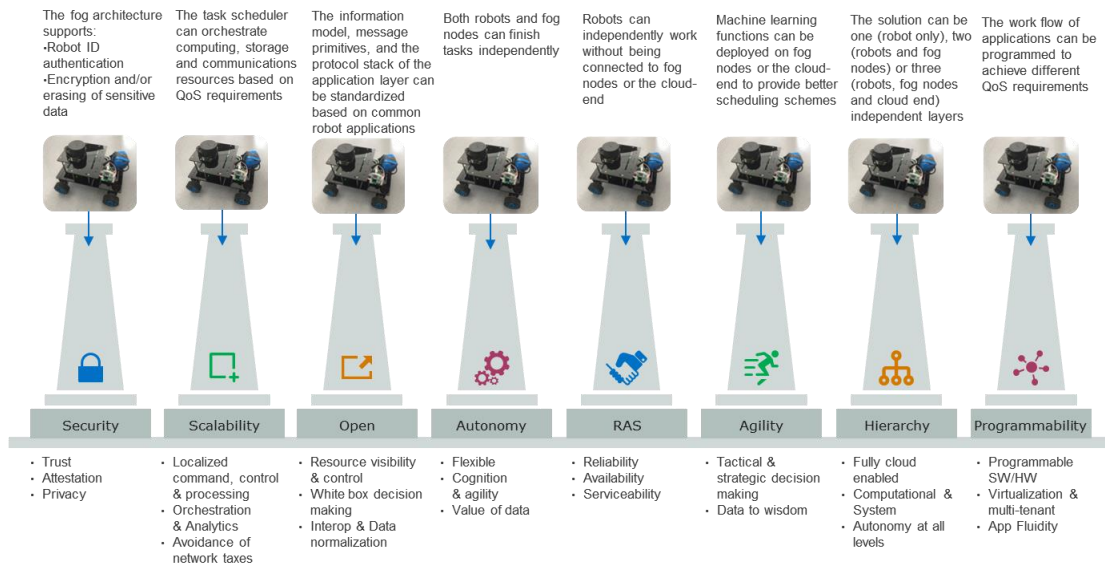 The fog architecture
supports:
•Robot ID
authentication
•Encryption and/or
erasing of sensitive
data
The task scheduler
can orchestrate
computing, storage
and communications
resources based on
QoS requirements
The information
model, message
primitives, and the
protocol stack of the
application layer can
be standardized
based on common
robot applications
Both robots and fog
nodes can finish
tasks independently
Robots can
independently work
without being
connected to fog
nodes or the cloud-
end
Machine learning
functions can be
deployed on fog
nodes or the cloud-
end to provide better
scheduling schemes
The solution can be
one (robot only), two
(robots and fog
nodes) or three
(robots, fog nodes
and cloud end)
independent layers
The work flow of
applications can be
programmed to
achieve different
QoS requirements
Security
Scalability
Open
Autonomy
RAS
Agility
Hierarchy
Programmability
• Trust
• Attestation
• Privacy
• Localized
command, control
& processing
• Orchestration
& Analytics
• Avoidance of
network taxes
• Resource visibility
& control
• White box decision
making
• Interop & Data
normalization
• Flexible
• Cognition
& agility
• Value of data
• Reliability
• Availability
• Serviceability
• Tactical &
strategic decision
making
• Data to wisdom
• Fully cloud
enabled
• Computational &
System
• Autonomy at all
levels
• Programmable
SW/HW
• Virtualization &
multi-tenant
• App Fluidity